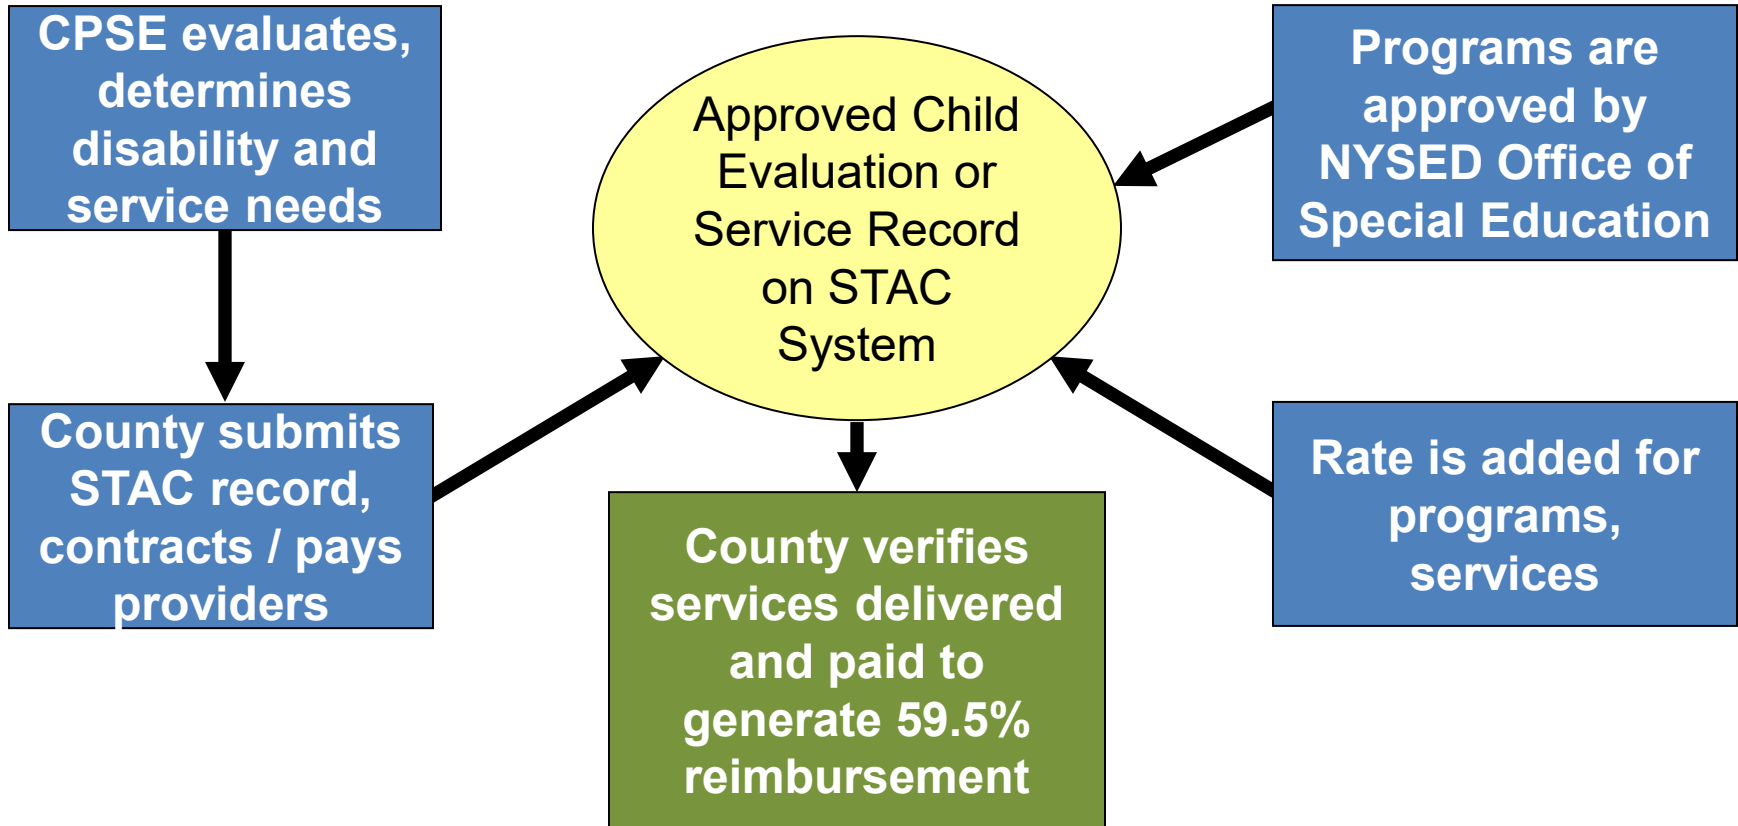 CPSE evaluates,
determines
disability and
service needs
County submits
STAC record,
contracts / pays
providers
Approved Child
Evaluation or
Service Record
on STAC
System
County verifies
services delivered
and paid to
generate 59.5%
reimbursement
Programs are
approved by
NYSED Office of
Special Education
Rate is added for
programs,
services